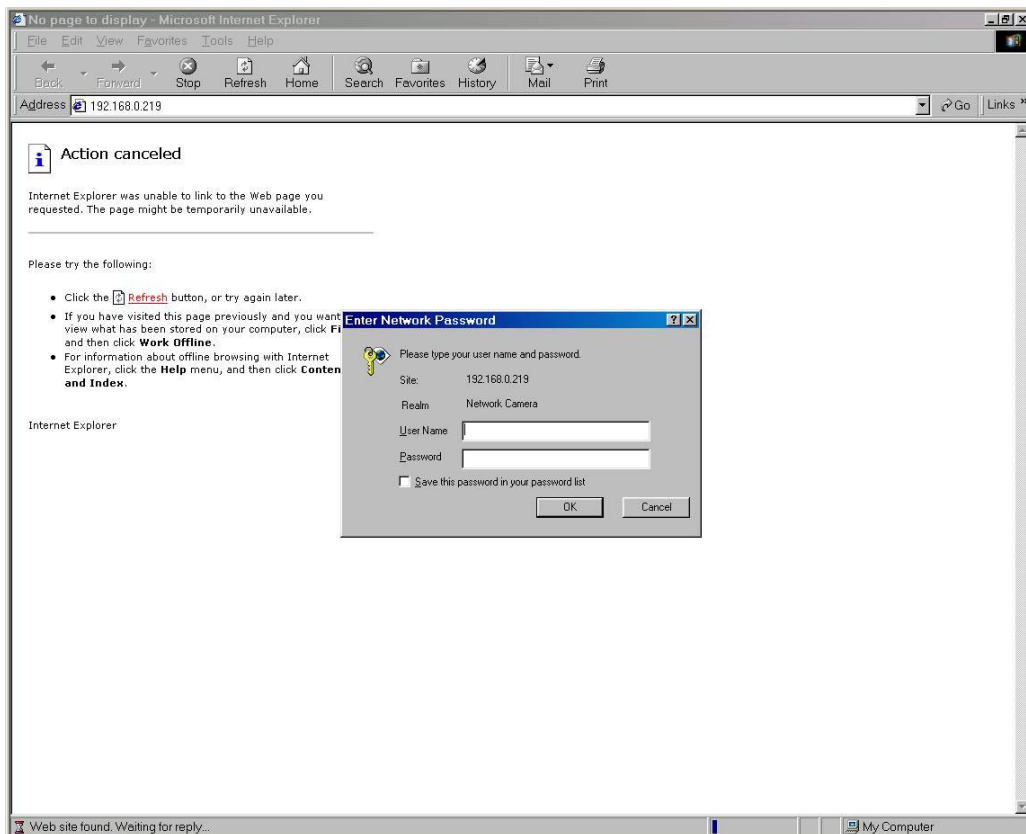 No page to display - Microsoft Internet Explorer
File Edit View Favorites Tools Help
Back Forward Stop Refresh Home Search Favorites History Mail Print
Address 192.168.0.219 Go Links »
Action canceled
Internet Explorer was unable to link to the Web page you
requested. The page might be temporarily unavailable.
Please try the following:
Click the Refresh button, or try again later.
If you have visited this page previously and you want
view what has been stored on your computer, click Fi
and then click Work Offline.
For information about offline browsing with Internet
Explorer, click the Help menu, and then click Conten
and Index.
Internet Explorer
Enter Network Password
Please type your user name and password.
Site: 192.168.0.219
Realm Network Camera
User Name
Password
Save this password in your password list
OK Cancel
Web site found. Waiting for reply...
My Computer